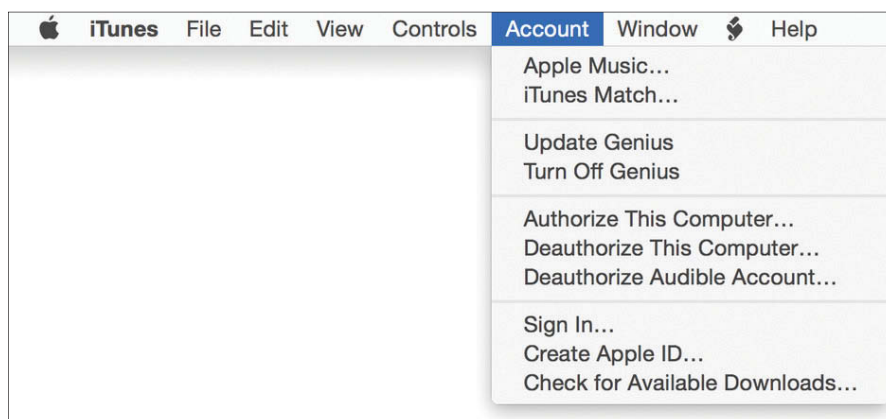 iTunes File Edit View Controls Account Window Help
Apple Music...
iTunes Match...
Update Genius
Turn Off Genius
Authorize This Computer...
Deauthorize This Computer...
Deauthorize Audible Account...
Sign In...
Create Apple ID...
Check for Available Downloads...